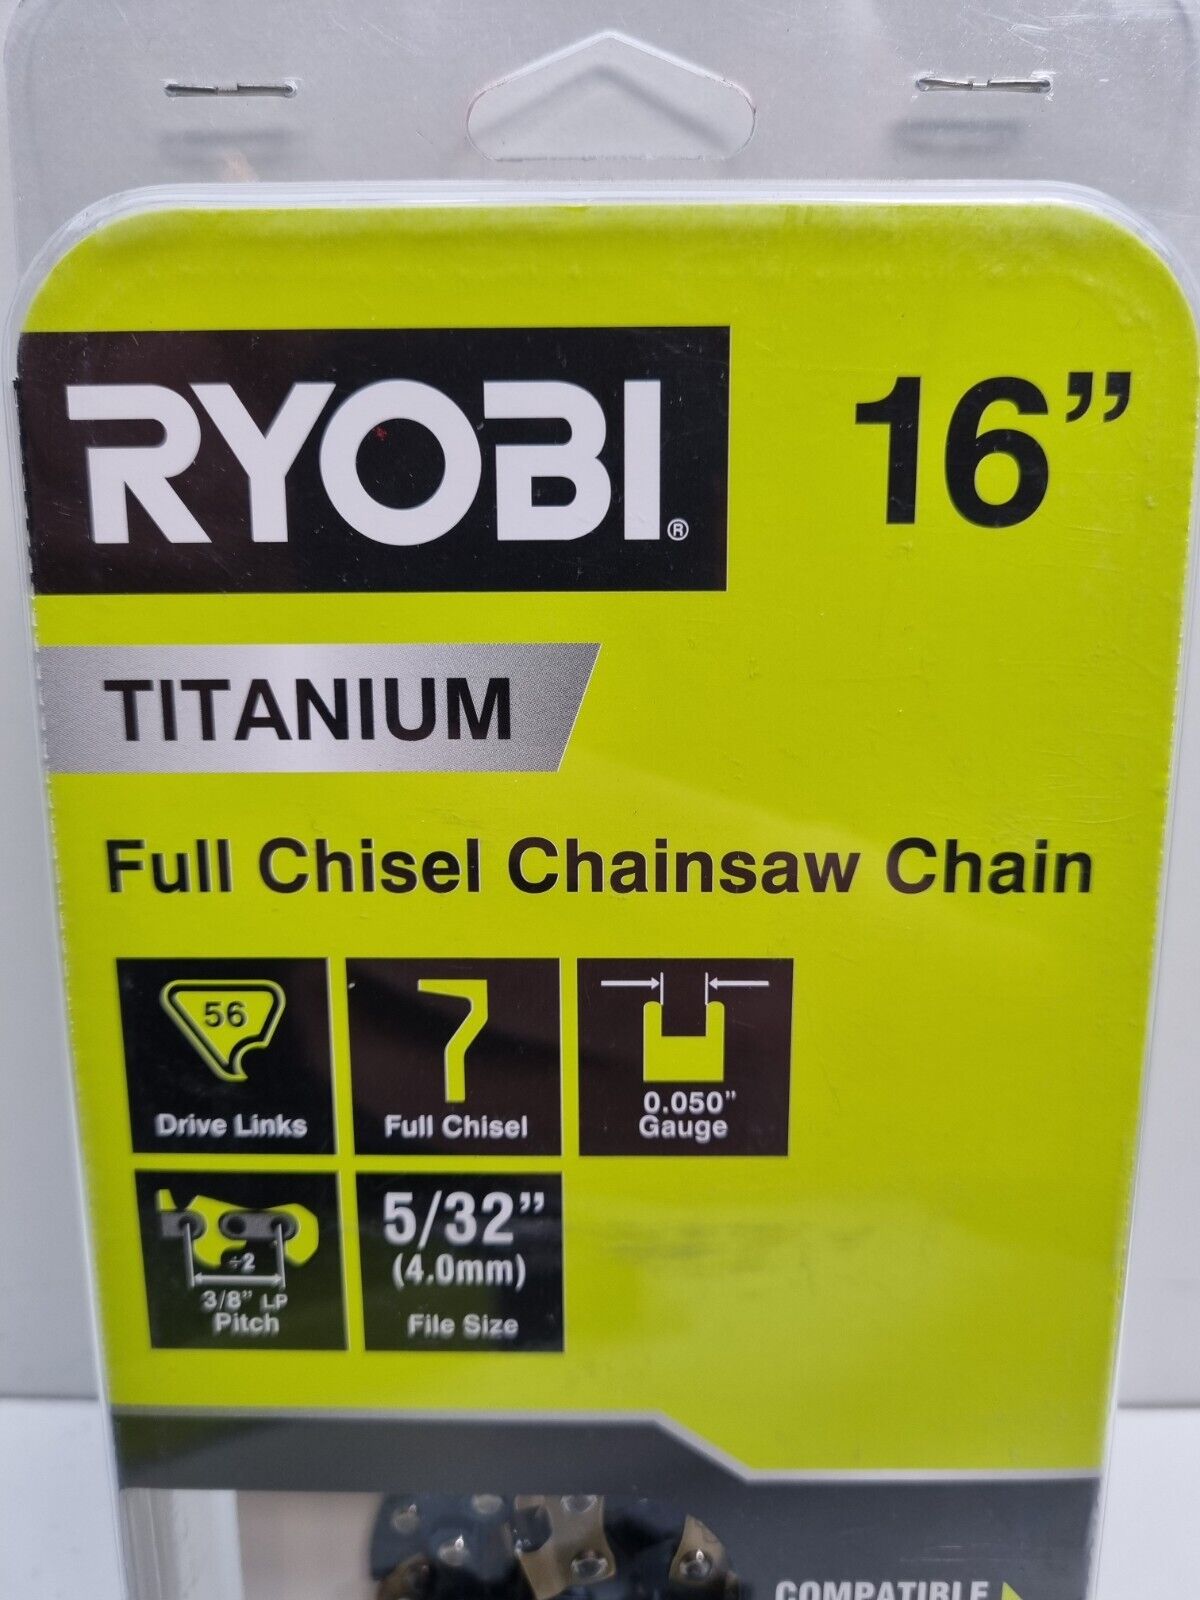 RYOBI®
16”
TITANIUM
Full Chisel Chainsaw Chain
56
Drive Links
Full Chisel
0.050”
Gauge
÷2
3/8” LP
Pitch
5/32”
(4.0mm)
File Size
COMPATIBLE